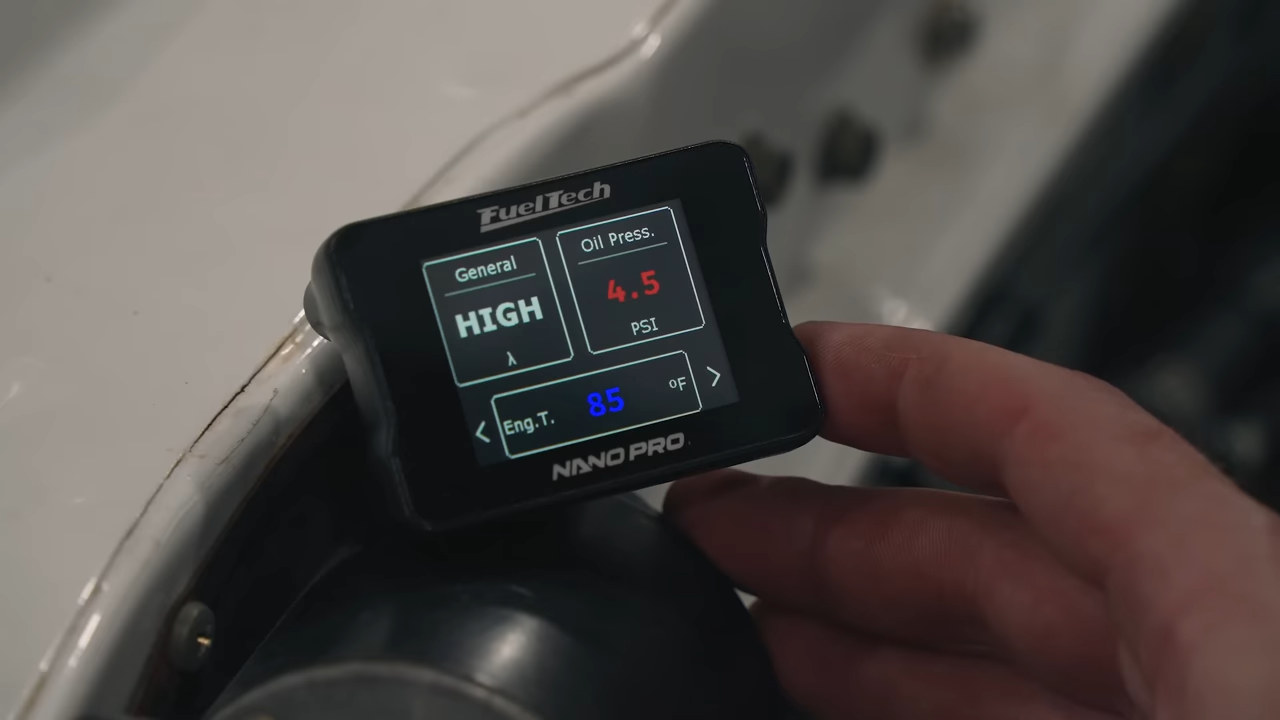 FuelTech
General
HIGH
λ
Oil Press.
4.5
PSI
< Eng.T. 85 ºF >
NANO PRO